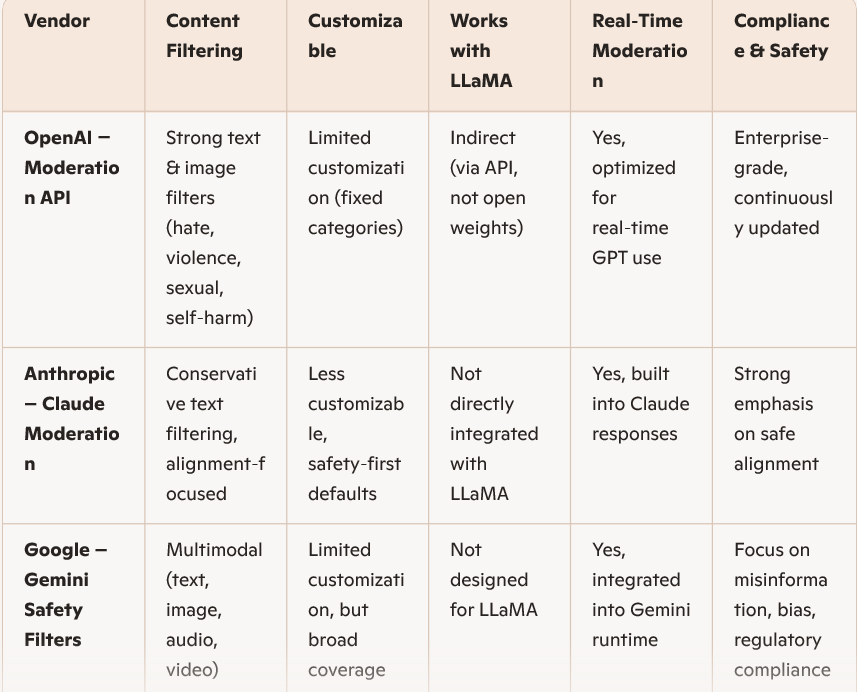 Vendor
Content
Filtering
Customiza
ble
Works
with
LLaMA
Real-Time
Moderatio
n
Complianc
e & Safety
OpenAI –
Moderatio
n API
Strong text
& image
filters
(hate,
violence,
sexual,
self-harm)
Limited
customizati
on (fixed
categories)
Indirect
(via API,
not open
weights)
Yes,
optimized
for
real-time
GPT use
Enterprise-
grade,
continuousl
y updated
Anthropic
– Claude
Moderatio
n
Conservati
ve text
filtering,
alignment-f
ocused
Less
customizab
le,
safety-first
defaults
Not
directly
integrated
with
LLaMA
Yes, built
into Claude
responses
Strong
emphasis
on safe
alignment
Google –
Gemini
Safety
Filters
Multimodal
(text,
image,
audio,
video)
Limited
customizati
on, but
broad
coverage
Not
designed
for LLaMA
Yes,
integrated
into Gemini
runtime
Focus on
misinforma
tion, bias,
regulatory
compliance